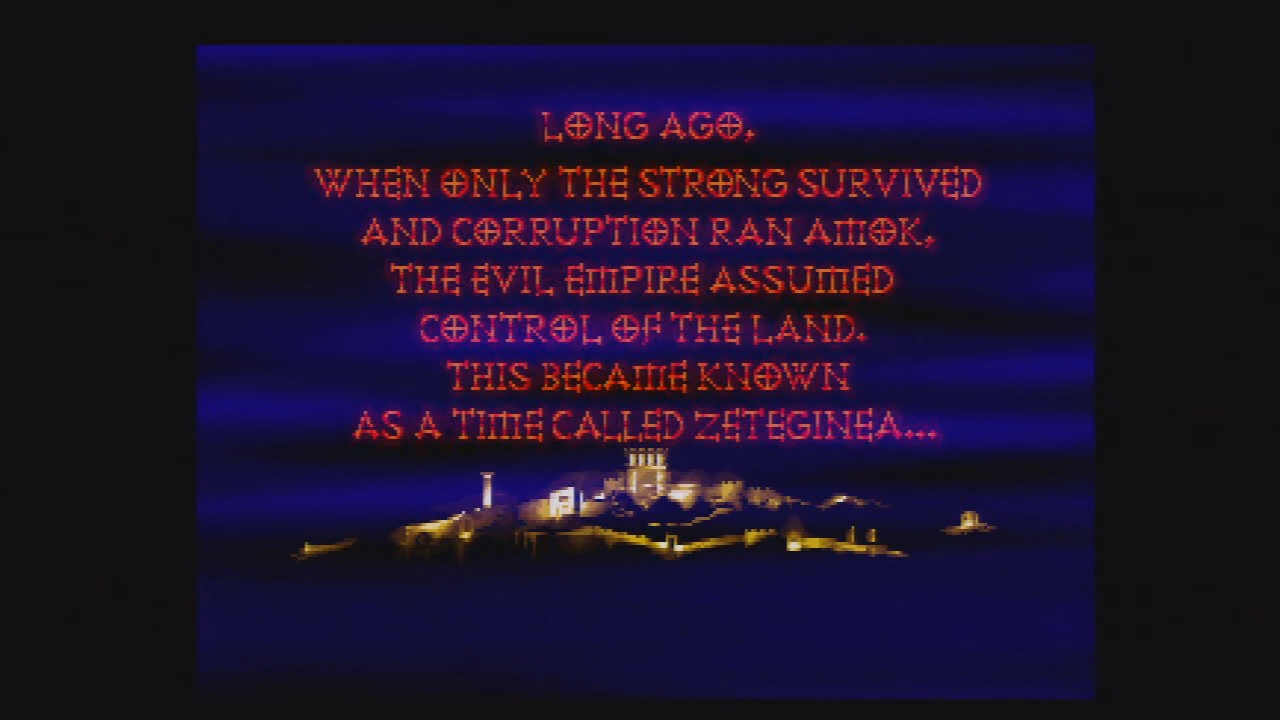 LONG AGO,
WHEN ONLY THE STRONG SURVIVED
AND CORRUPTION RAN AMOK,
THE EVIL EMPIRE ASSUMED
CONTROL OF THE LAND.
THIS BECAME KNOWN
AS A TIME CALLED ZETEGINEA...